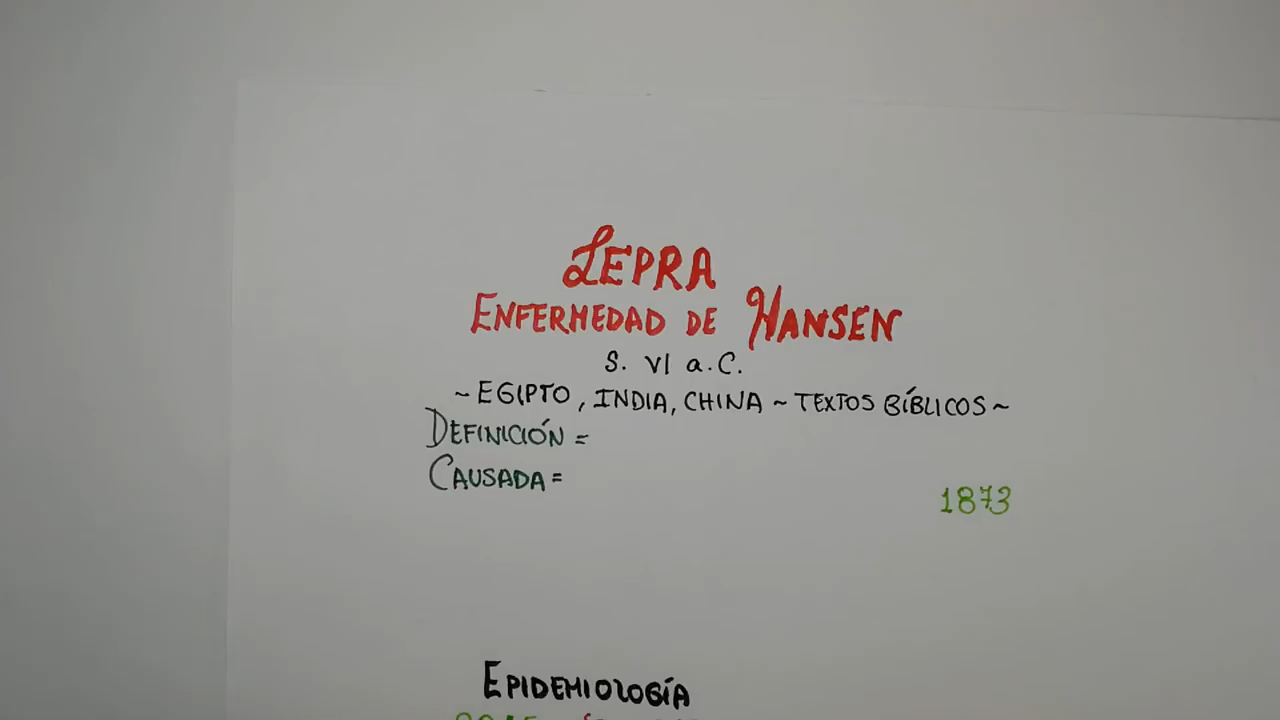 LEPRA
ENFERMEDAD DE HANSEN
S. VI a.C.
~ EGIPTO, INDIA, CHINA ~ TEXTOS BÍBLICOS ~
DEFINICIÓN =
CAUSADA =
1873
EPIDEMIOLOGÍA